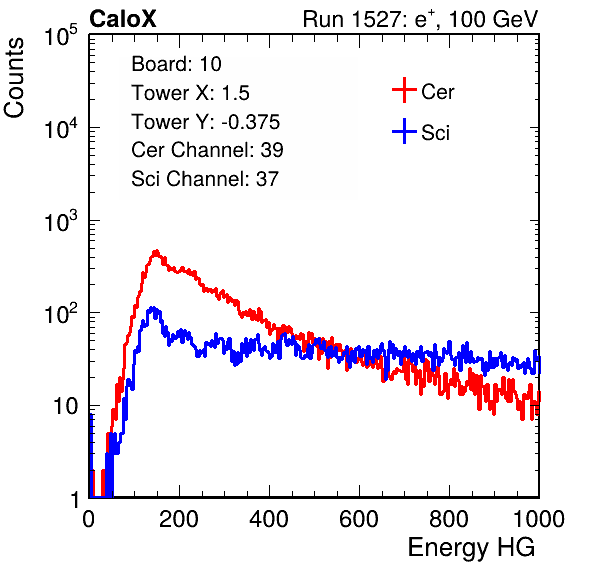 CaloX Run 1527: e⁺, 100 GeV
Board: 10
Tower X: 1.5
Tower Y: -0.375
Cer Channel: 39
Sci Channel: 37
Cer
Sci
Counts
10⁵
10⁴
10³
10²
10
1
0 200 400 600 800 1000
Energy HG